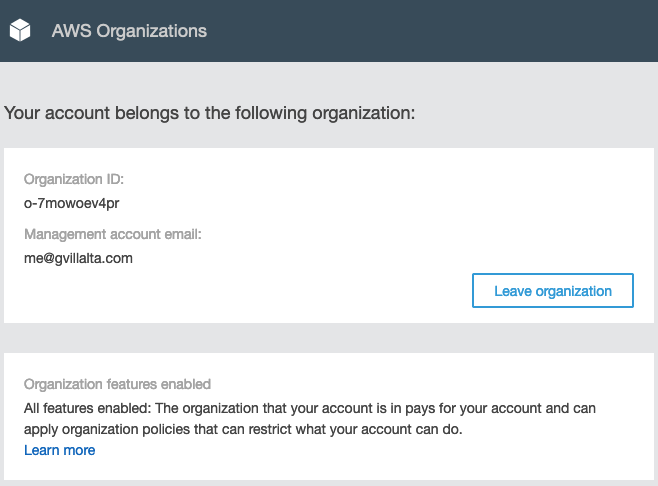 AWS Organizations
Your account belongs to the following organization:
Organization ID:
o-7mowoev4pr
Management account email:
me@gvillalta.com
Leave organization
Organization features enabled
All features enabled: The organization that your account is in pays for your account and can
apply organization policies that can restrict what your account can do.
Learn more